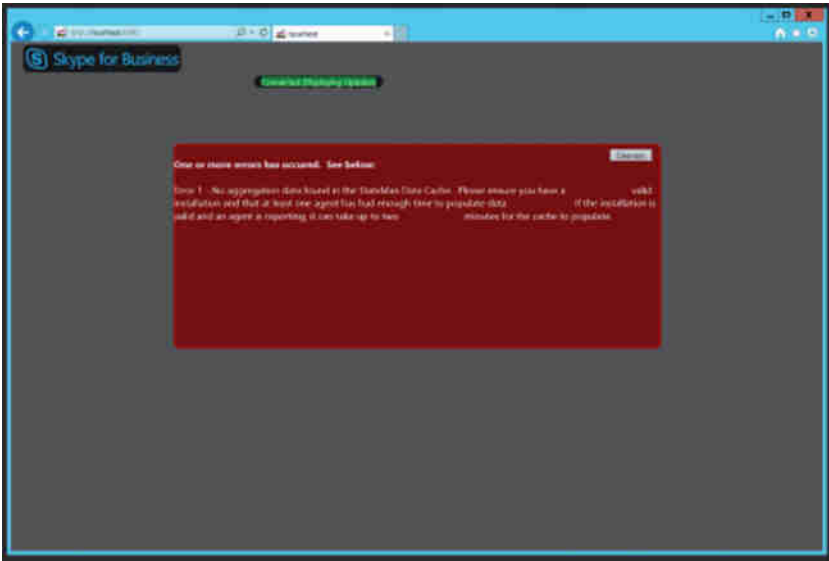 localhost
Skype for Business
Connected Displaying Updates
Dismiss
One or more errors has occured. See below:
Error 1 - No aggregation data found in the StatsMan Data Cache. Please ensure you have a valid
installation and that at least one agent has had enough time to populate data If the installation is
valid and an agent is reporting, it can take up to two minutes for the cache to populate.